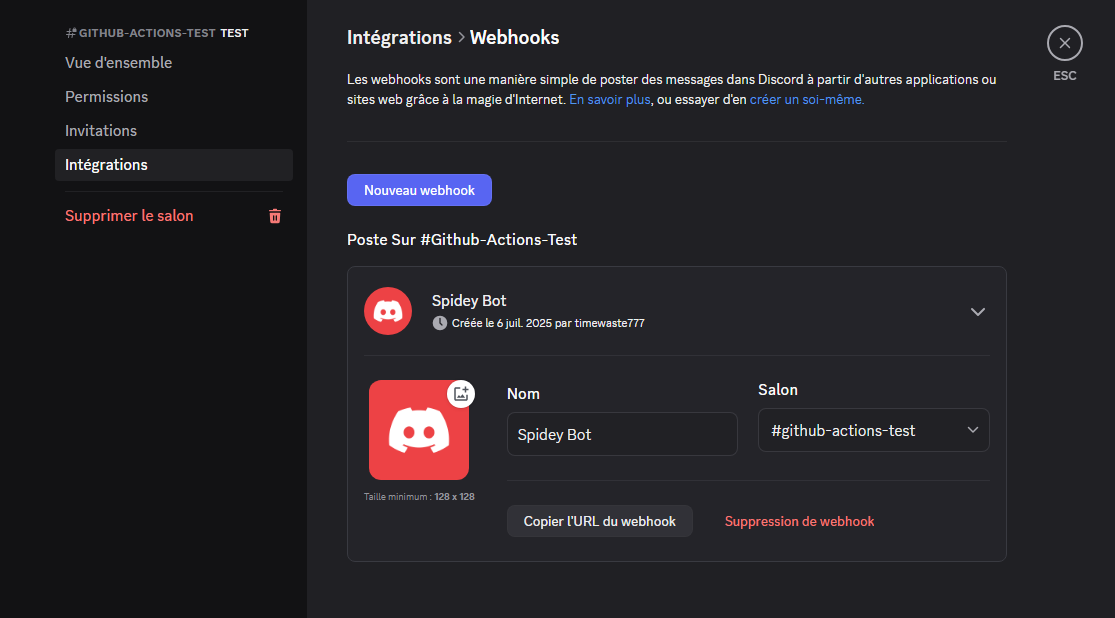 #GITHUB-ACTIONS-TEST TEST
Vue d'ensemble
Permissions
Invitations
Intégrations
Supprimer le salon
Intégrations > Webhooks
ESC
Les webhooks sont une manière simple de poster des messages dans Discord à partir d'autres applications ou
sites web grâce à la magie d'Internet. En savoir plus, ou essayer d'en créer un soi-même.
Nouveau webhook
Poste Sur #Github-Actions-Test
Spidey Bot
Créée le 6 juil. 2025 par timewaste777
Nom
Salon
Spidey Bot
#github-actions-test
Taille minimum : 128 x 128
Copier l'URL du webhook
Suppression de webhook